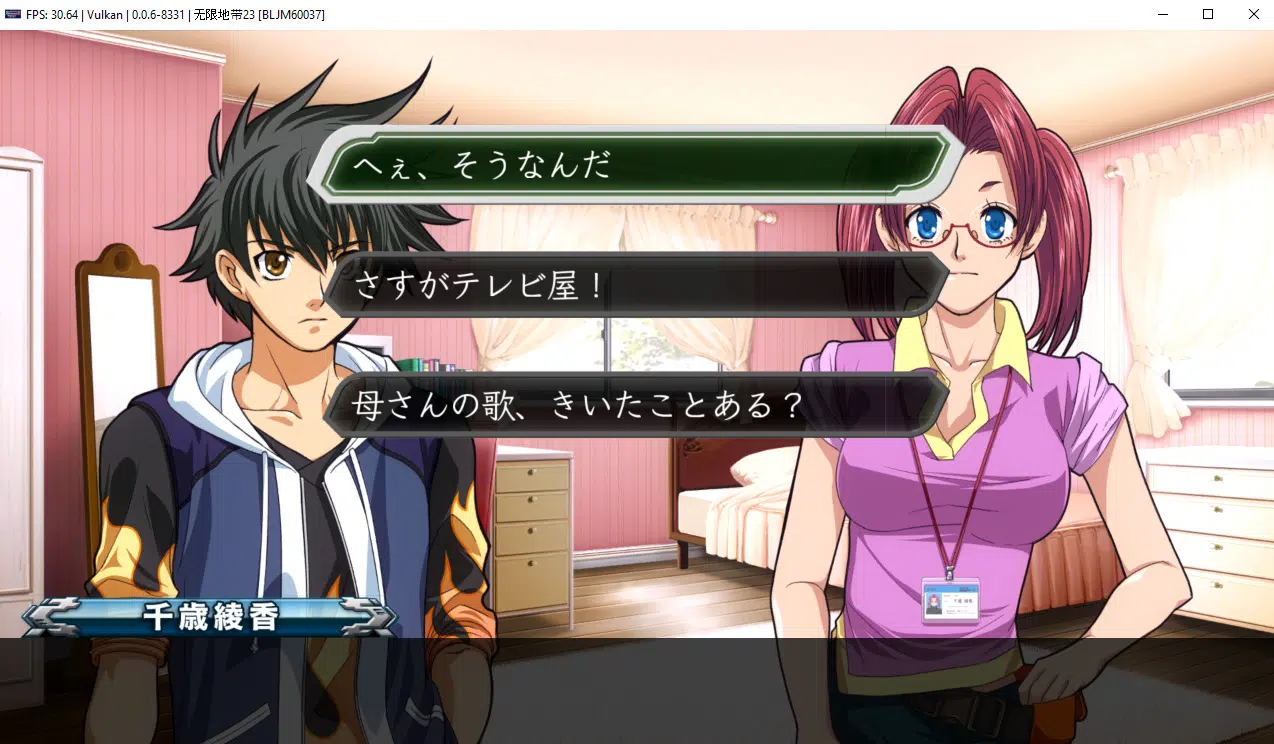 FPS: 30.64 | Vulkan | 0.0.6-8331 | 无限地带23 [BLJM60037]
へぇ、そうなんだ
さすがテレビ屋！
母さんの歌、きいたことある？
千歳綾香